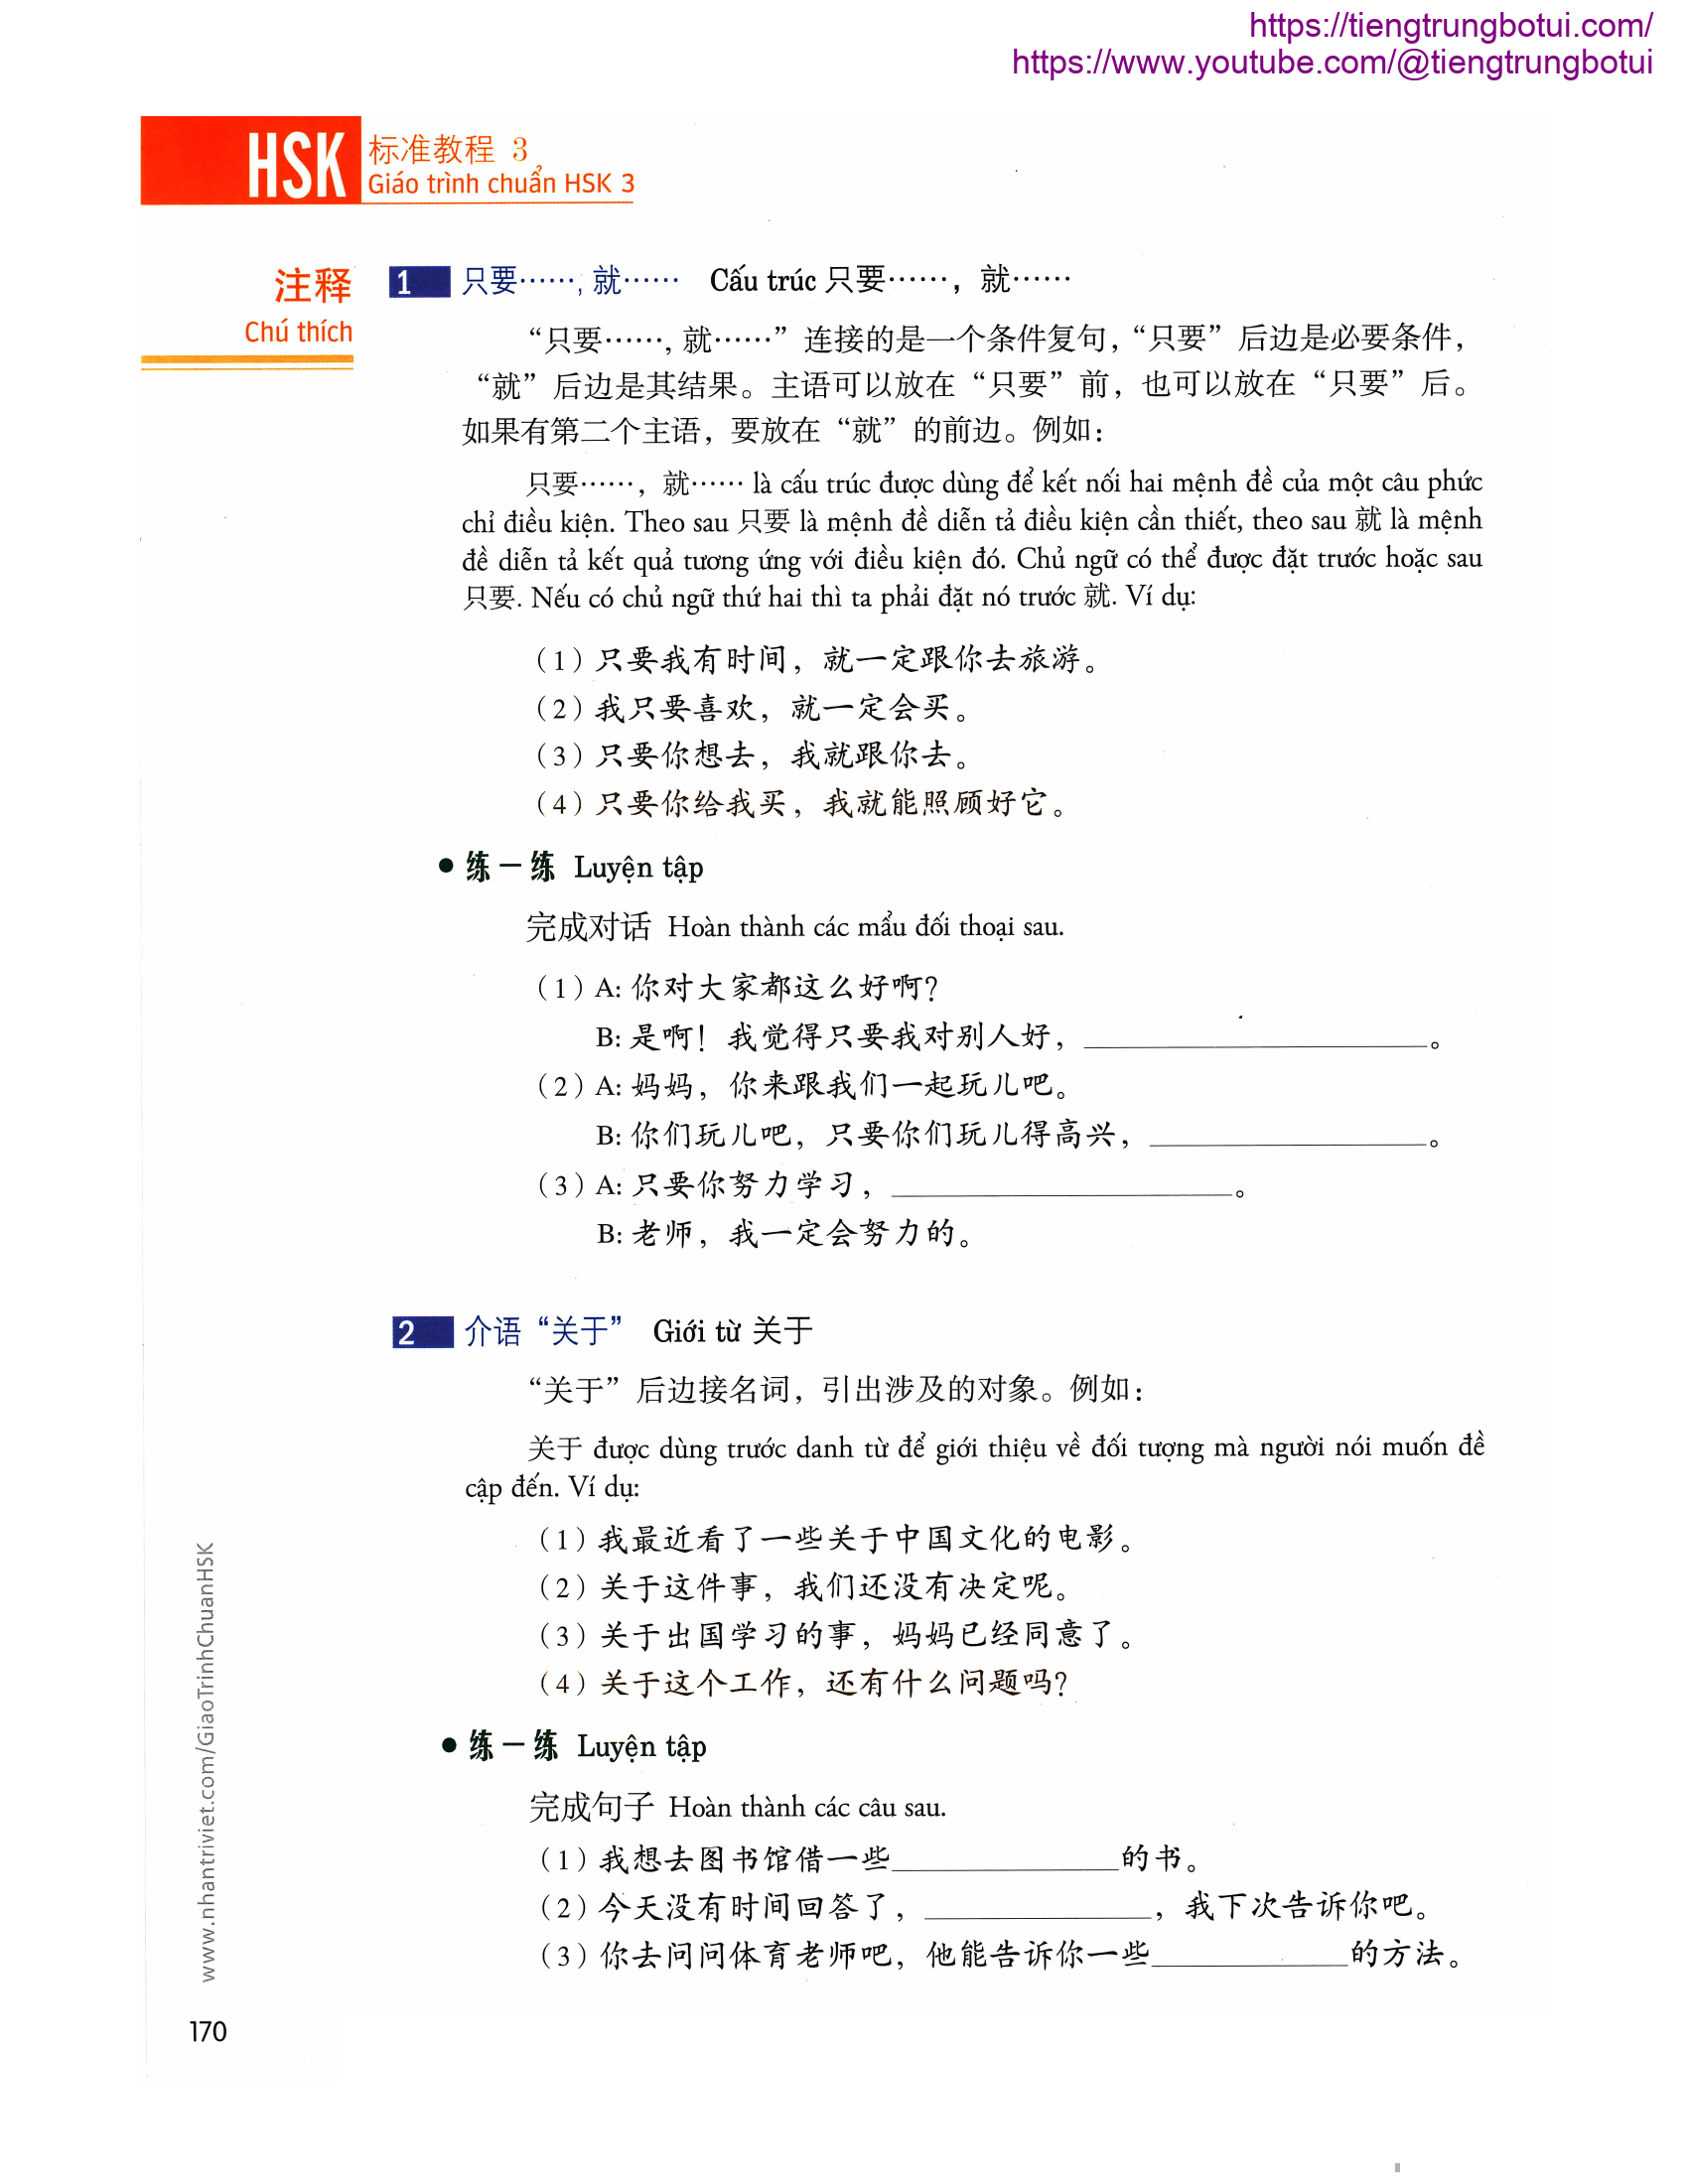 https://tiengtrungbotui.com/
https://www.youtube.com/@tiengtrungbotui
HSK 标准教程 3
Giáo trình chuẩn HSK 3
注释
Chú thích
1 只要……, 就…… Cấu trúc 只要……，就……
“只要……, 就……”连接的是一个条件复句，“只要”后边是必要条件，
“就”后边是其结果。主语可以放在“只要”前，也可以放在“只要”后。
如果有第二个主语，要放在“就”的前边。例如：
只要……，就…… là cấu trúc được dùng để kết nối hai mệnh đề của một câu phức
chỉ điều kiện. Theo sau 只要 là mệnh đề diễn tả điều kiện cần thiết, theo sau 就 là mệnh
đề diễn tả kết quả tương ứng với điều kiện đó. Chủ ngữ có thể được đặt trước hoặc sau
只要. Nếu có chủ ngữ thứ hai thì ta phải đặt nó trước 就. Ví dụ:
（1）只要我有时间，就一定跟你去旅游。
（2）我只要喜欢，就一定会买。
（3）只要你想去，我就跟你去。
（4）只要你给我买，我就能照顾好它。
● 练一练 Luyện tập
完成对话 Hoàn thành các mẩu đối thoại sau.
（1）A: 你对大家都这么好啊？
B: 是啊！我觉得只要我对别人好，____________。
（2）A: 妈妈，你来跟我们一起玩儿吧。
B: 你们玩儿吧，只要你们玩儿得高兴，____________。
（3）A: 只要你努力学习，____________。
B: 老师，我一定会努力的。
2 介语“关于” Giới từ 关于
“关于”后边接名词，引出涉及的对象。例如：
关于 được dùng trước danh từ để giới thiệu về đối tượng mà người nói muốn đề
cập đến. Ví dụ:
（1）我最近看了一些关于中国文化的电影。
（2）关于这件事，我们还没有决定呢。
（3）关于出国学习的事，妈妈已经同意了。
（4）关于这个工作，还有什么问题吗？
● 练一练 Luyện tập
完成句子 Hoàn thành các câu sau.
（1）我想去图书馆借一些____________的书。
（2）今天没有时间回答了，____________，我下次告诉你吧。
（3）你去问问体育老师吧，他能告诉你一些____________的方法。
www.nhantriviet.com/GiaoTrinhChuanHSK
170